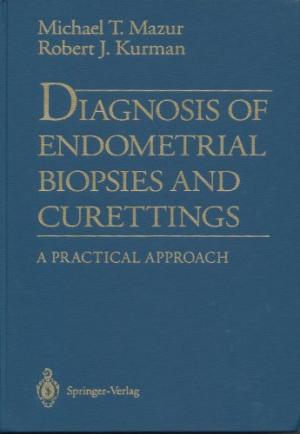 Michael T. Mazur
Robert J. Kurman
DIAGNOSIS OF
ENDOMETRIAL
BIOPSIES AND
CURETTINGS
A PRACTICAL APPROACH
Springer-Verlag